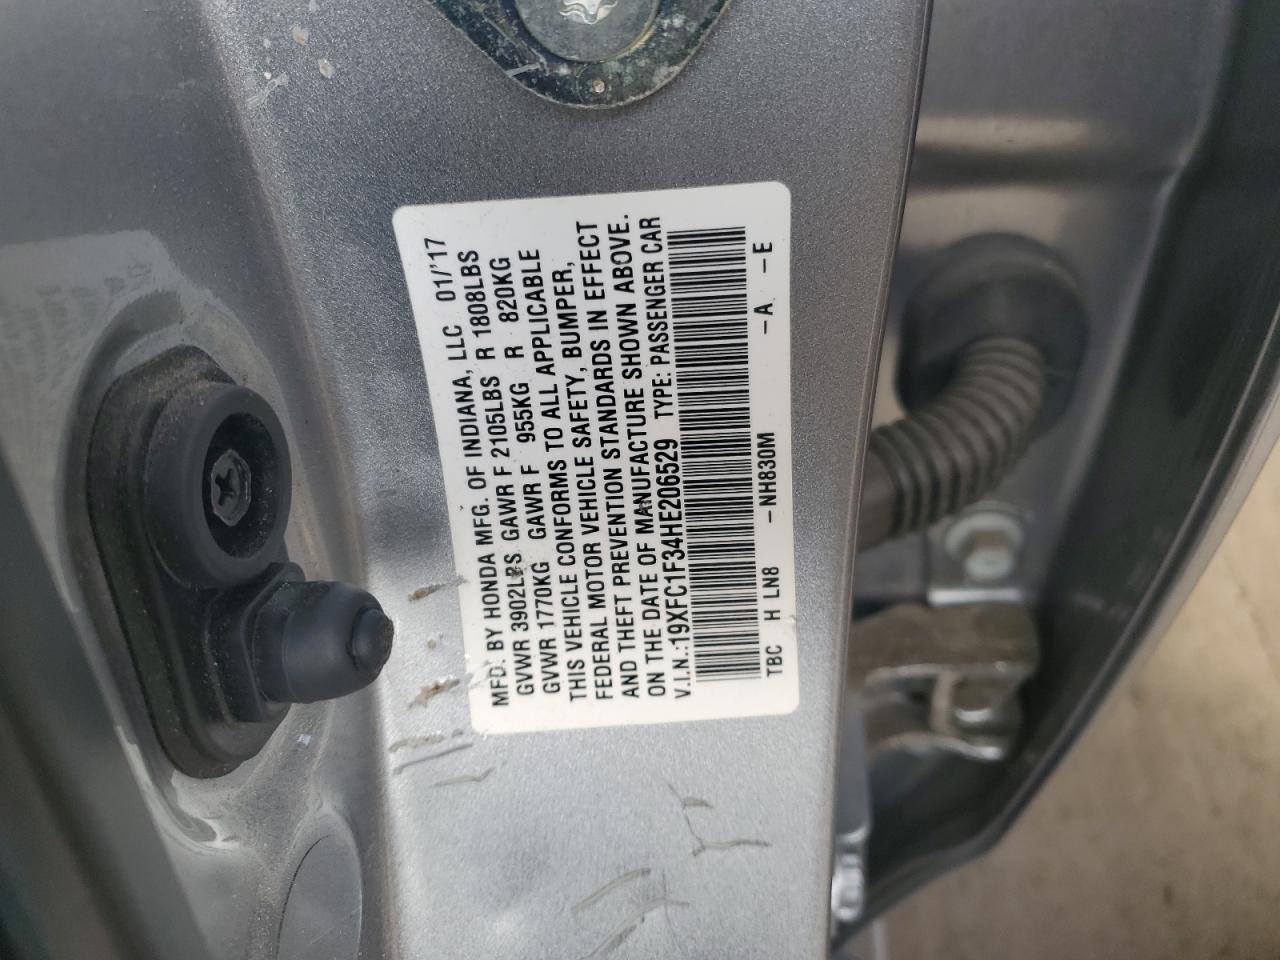 MFD. BY HONDA MFG. OF INDIANA, LLC 01/'17
GVWR 3902LBS GAWR F 2105LBS R 1808LBS
GVWR 1770KG GAWR F 955KG R 820KG
THIS VEHICLE CONFORMS TO ALL APPLICABLE
FEDERAL MOTOR VEHICLE SAFETY, BUMPER,
AND THEFT PREVENTION STANDARDS IN EFFECT
ON THE DATE OF MANUFACTURE SHOWN ABOVE.
V.I.N.:19XFC1F34HE206529 TYPE: PASSENGER CAR
TBC H LN8 -NH830M -A -E